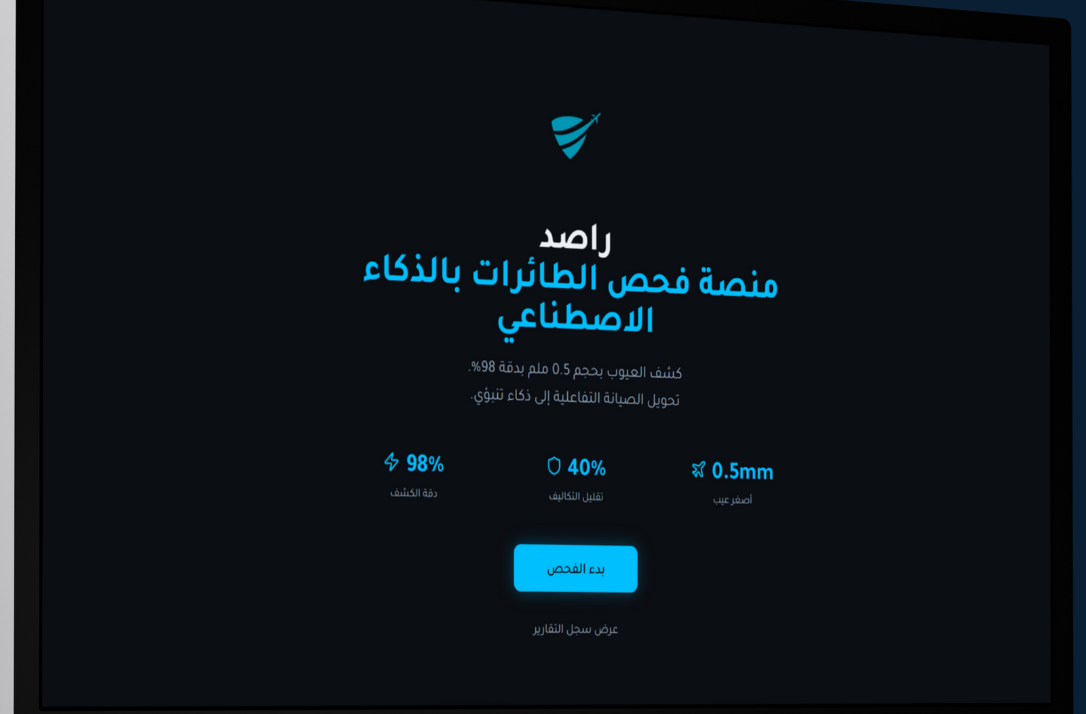 راصد
منصة فحص الطائرات بالذكاء
الاصطناعي
كشف العيوب بحجم 0.5 ملم بدقة 98%.
تحويل الصيانة التفاعلية إلى ذكاء تنبؤي.
0.5mm
أصغر عيب
40%
تقليل التكاليف
98%
دقة الكشف
بدء الفحص
عرض سجل التقارير